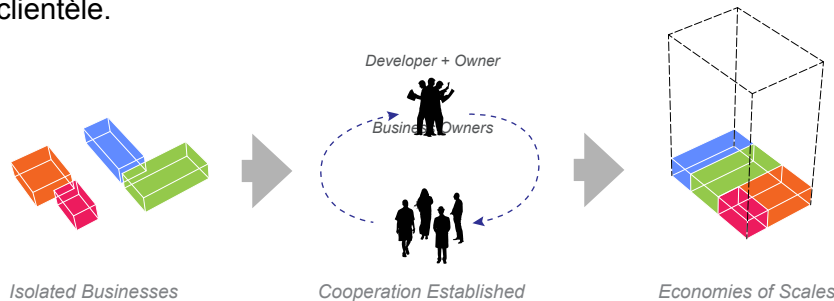 clientèle.
Developer + Owner
Business Owners
Isolated Businesses
Cooperation Established
Economies of Scales